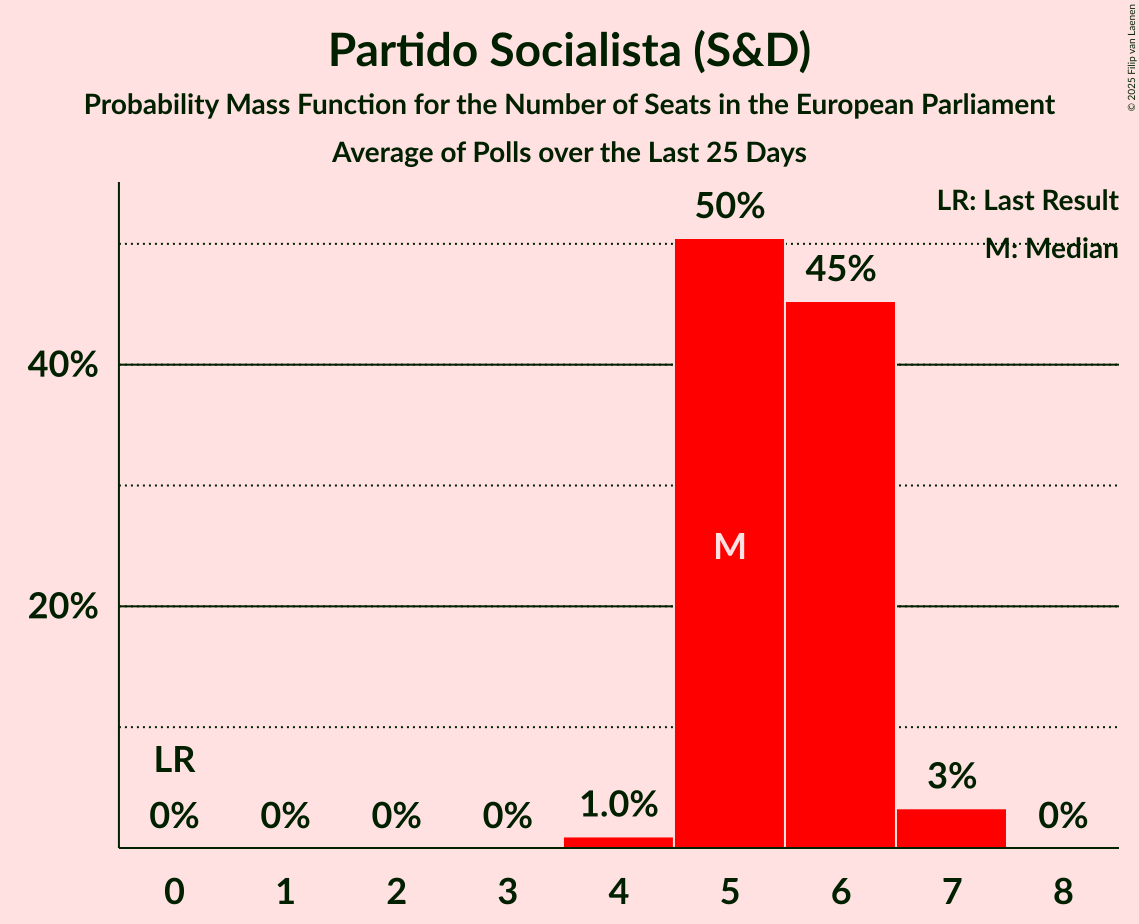 Partido Socialista (S&D)
Probability Mass Function for the Number of Seats in the European Parliament
Average of Polls over the Last 25 Days
© 2025 Filip van Laenen
LR: Last Result
M: Median
50%
45%
40%
M
20%
LR
0%
0%
0%
0%
1.0%
3%
0%
0
1
2
3
4
5
6
7
8